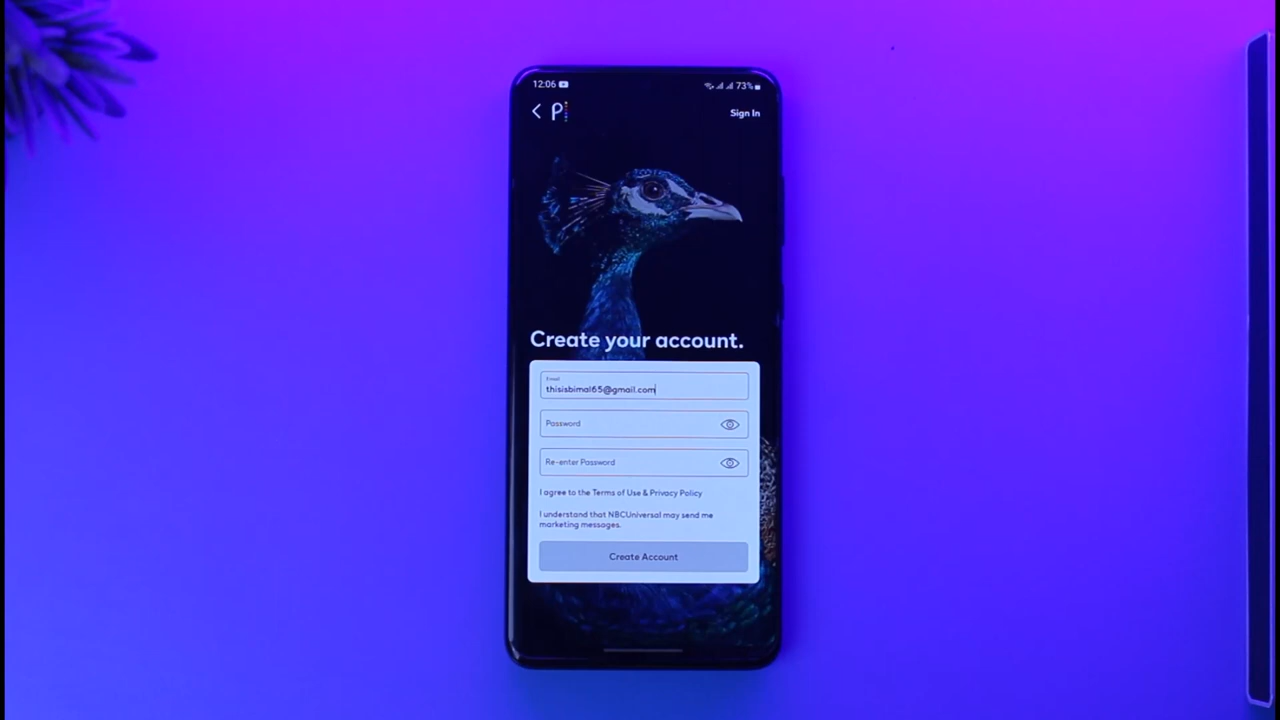 12:06
73%
P
Sign In
Create your account.
Email
thisisbimal65@gmail.com
Password
Re-enter Password
I agree to the Terms of Use & Privacy Policy
I understand that NBCUniversal may send me
marketing messages.
Create Account